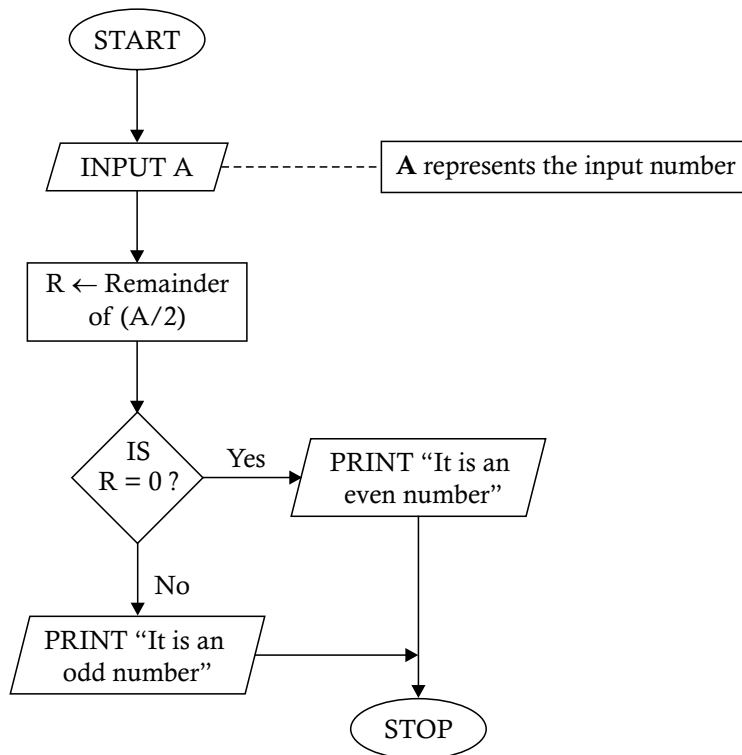 START
INPUT A
A represents the input number
R ← Remainder
of (A/2)
IS
R = 0 ?
Yes
PRINT “It is an
even number”
No
PRINT “It is an
odd number”
STOP